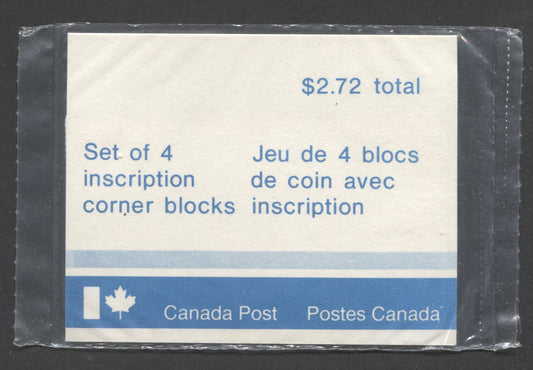 $2.72 total
Set of 4
inscription
corner blocks
Jeu de 4 blocs
de coin avec
inscription
Canada Post
Postes Canada